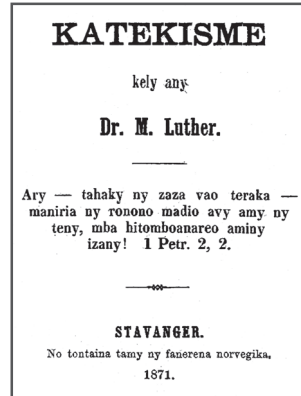 KATEKISME
kely any
Dr. M. Luther.
Ary — tahaky ny zaza vao teraka —
maniria ny ronono madio avy amy ny
teny, mba hitomboanareo aminy
izany! 1 Petr. 2, 2.
STAVANGER.
No tontaina tamy ny fanerena norvegika.
1871.